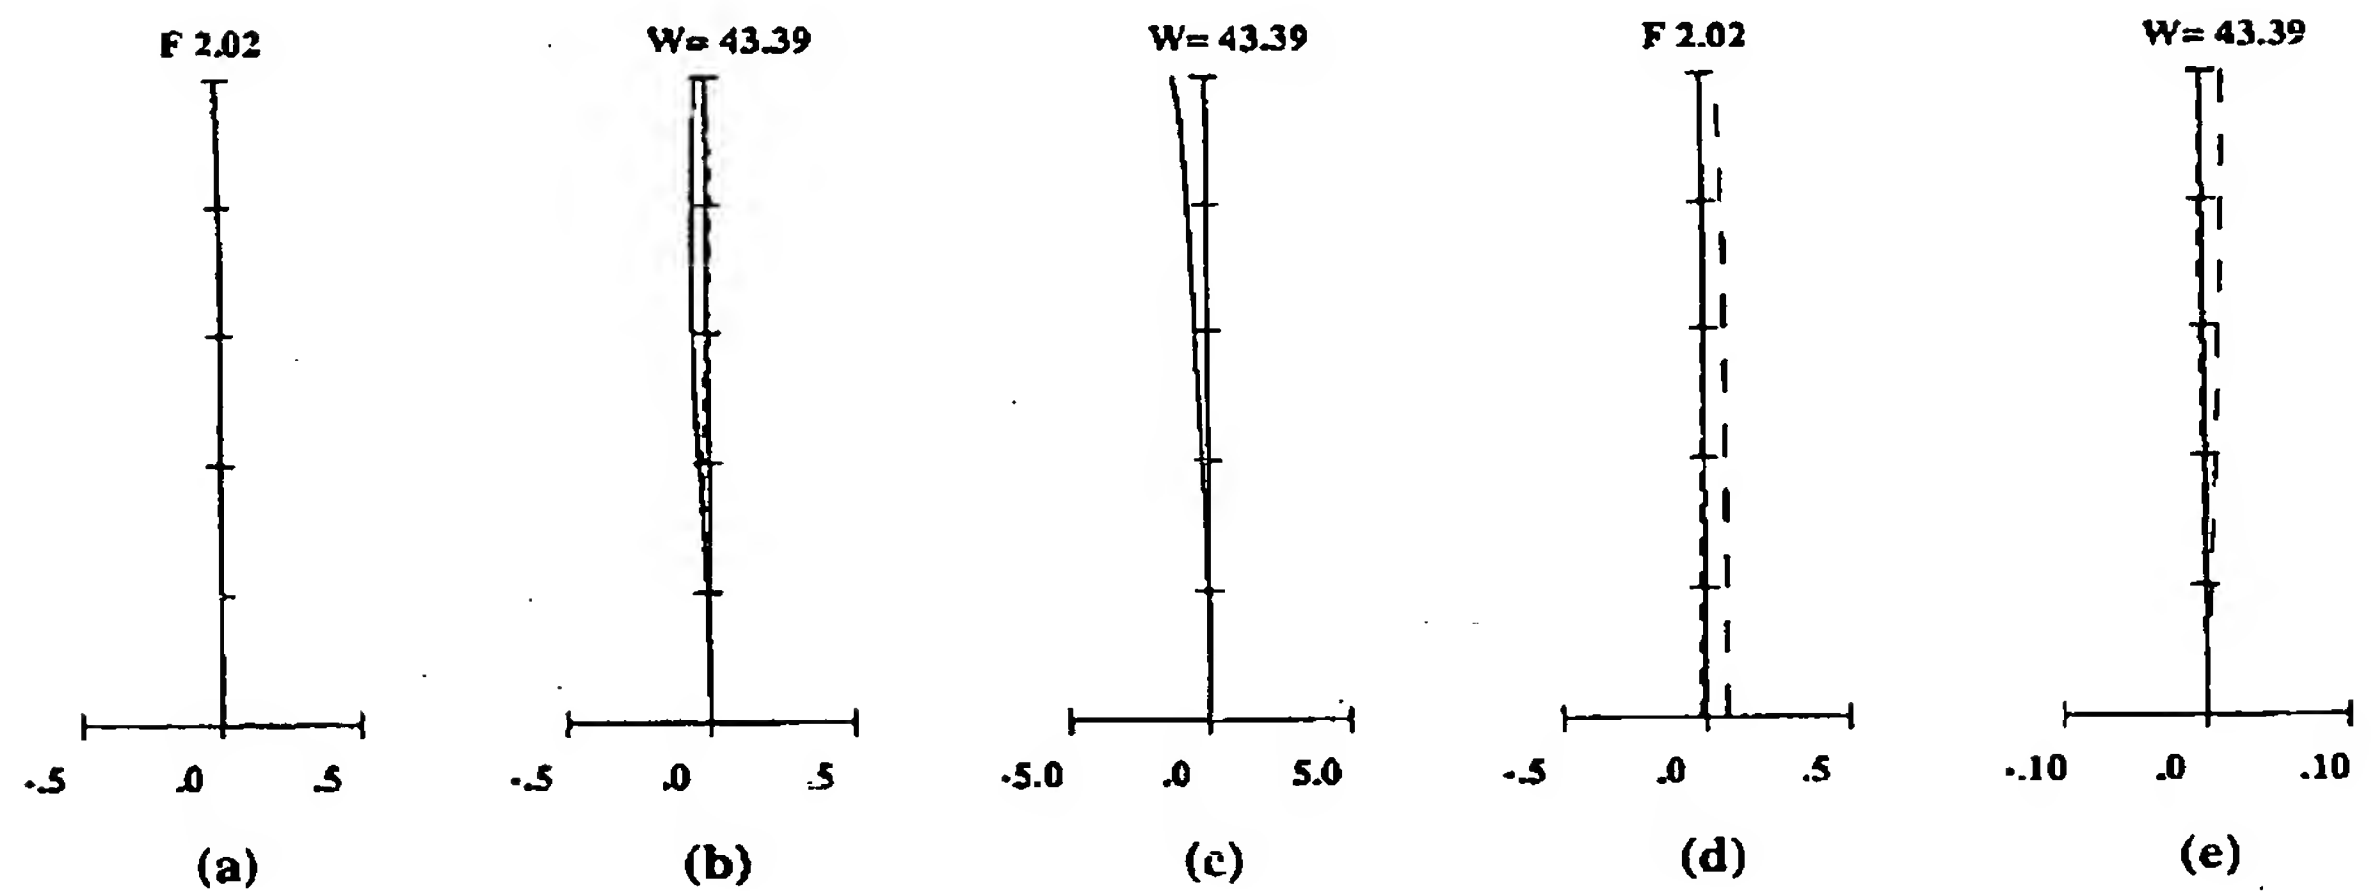 F 2.02 W= 43.39 W= 43.39 F 2.02 W= 43.39
-.5 .0 .5 -.5 .0 .5 -5.0 .0 5.0 -.5 .0 .5 -.10 .0 .10
(a) (b) (c) (d) (e)